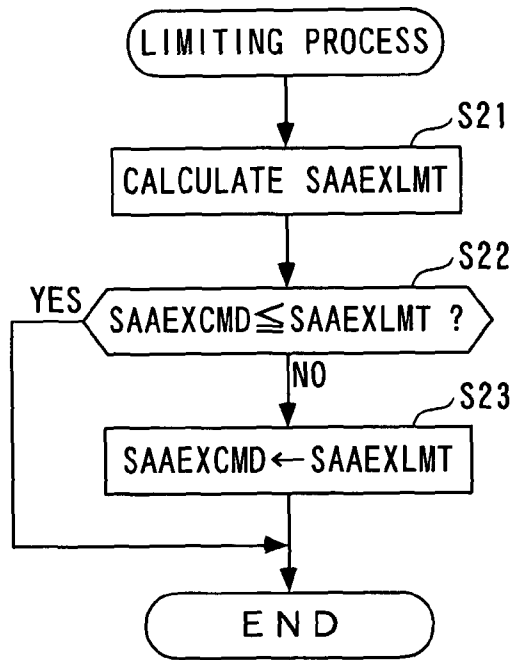 LIMITING PROCESS
S21
CALCULATE SAAEXLMT
S22
YES
SAAEXCMD≦SAAEXLMT ?
NO
S23
SAAEXCMD←SAAEXLMT
END